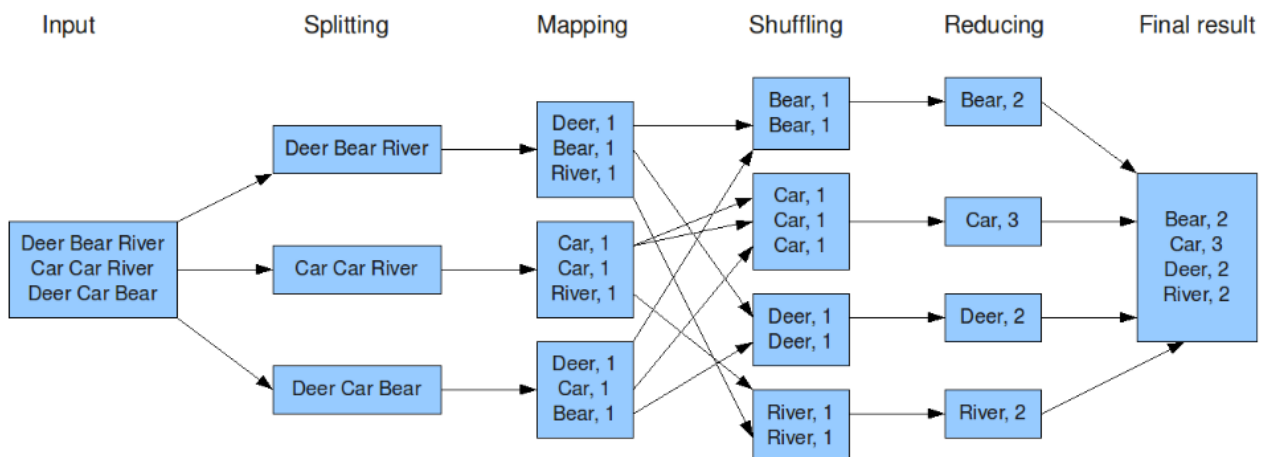 Input
Splitting
Mapping
Shuffling
Reducing
Final result
Deer Bear River
Car Car River
Deer Car Bear
Deer Bear River
Car Car River
Deer Car Bear
Deer, 1
Bear, 1
River, 1
Car, 1
Car, 1
River, 1
Deer, 1
Car, 1
Bear, 1
Bear, 1
Bear, 1
Car, 1
Car, 1
Car, 1
Deer, 1
Deer, 1
River, 1
River, 1
Bear, 2
Car, 3
Deer, 2
River, 2
Bear, 2
Car, 3
Deer, 2
River, 2